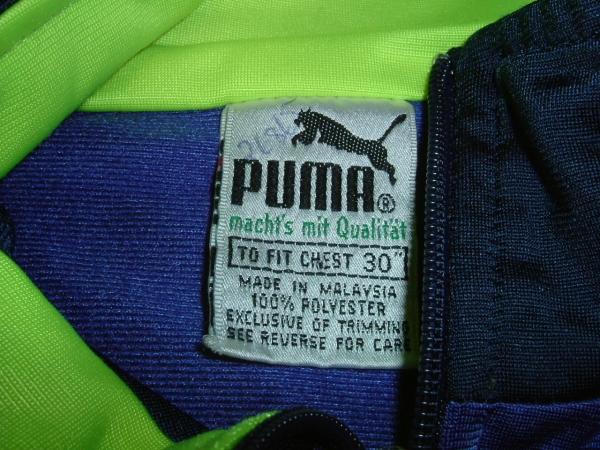 PUMA®
macht's mit Qualität
TO FIT CHEST 30"
MADE IN MALAYSIA
100% POLYESTER
EXCLUSIVE OF TRIMMING
SEE REVERSE FOR CARE